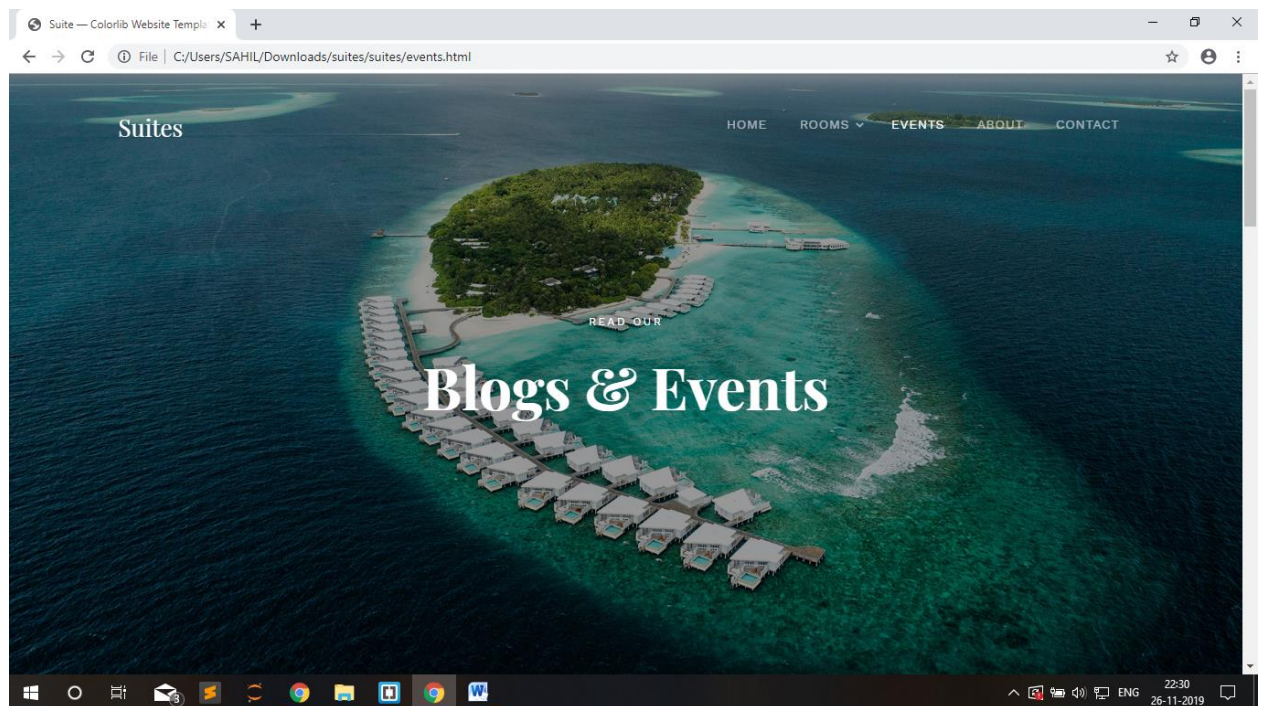 Suite — Colorlib Website Templa
File | C:/Users/SAHIL/Downloads/suites/suites/events.html
Suites
HOME ROOMS EVENTS ABOUT CONTACT
READ OUR
Blogs & Events
3
ENG
22:30
26-11-2019